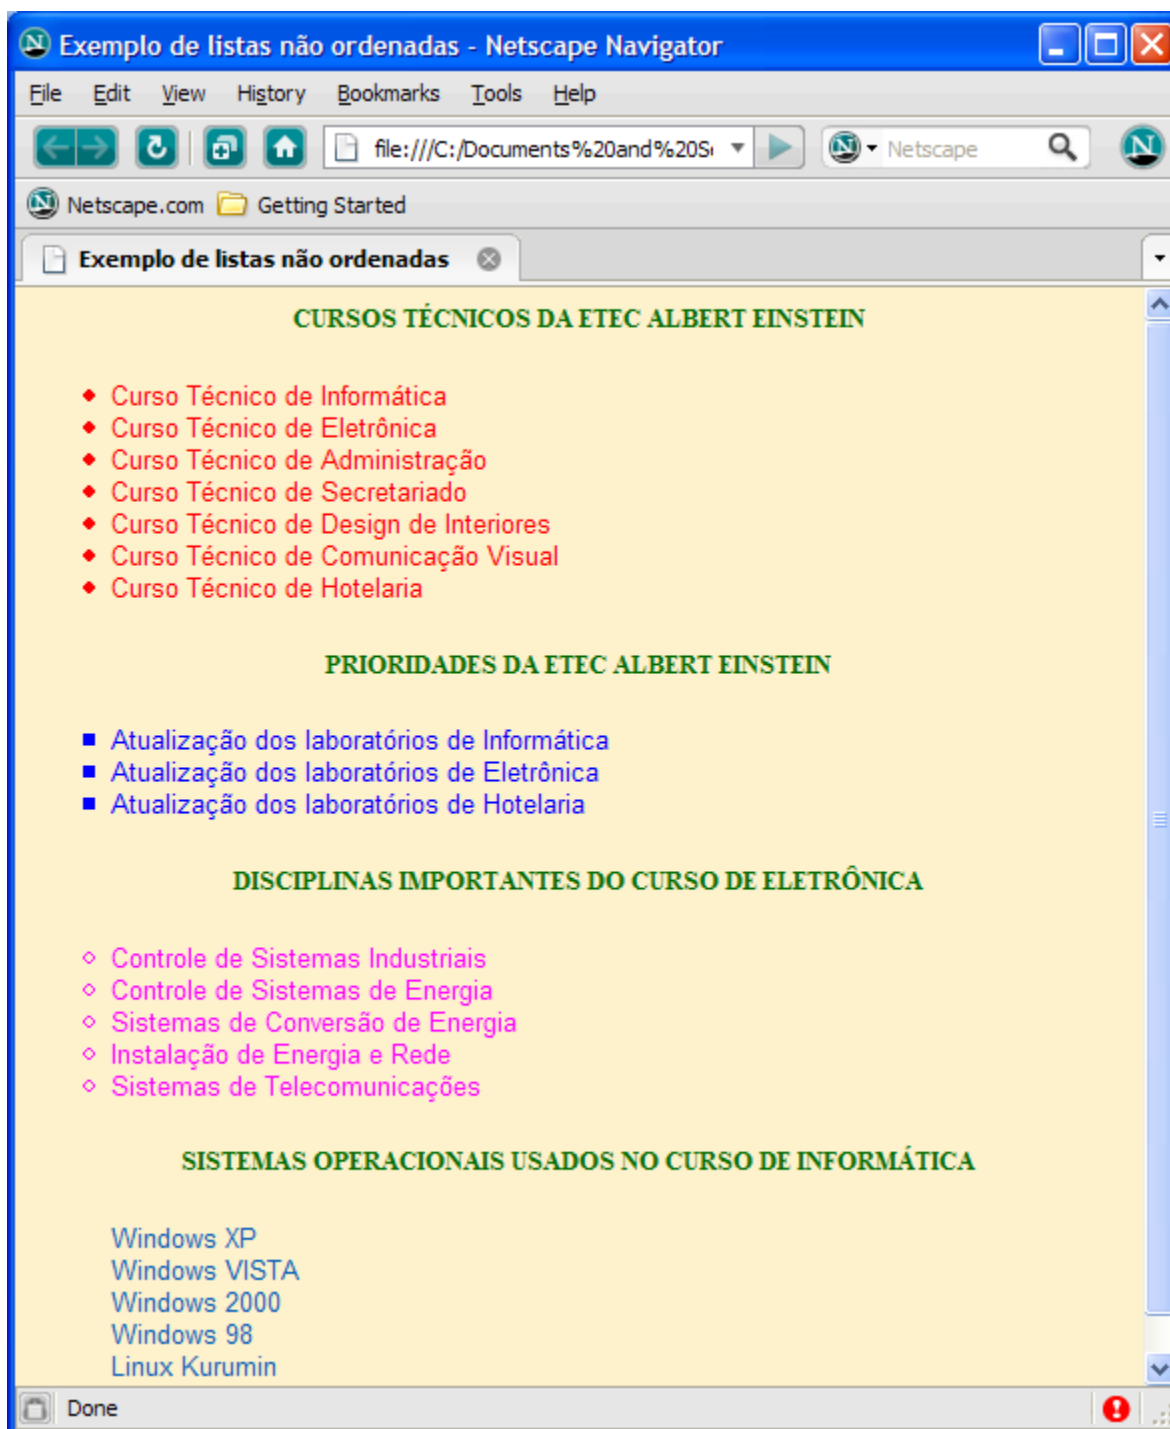 Exemplo de listas não ordenadas - Netscape Navigator
File Edit View History Bookmarks Tools Help
file:///C:/Documents%20and%20S Netscape
Netscape.com Getting Started
Exemplo de listas não ordenadas
CURSOS TÉCNICOS DA ETEC ALBERT EINSTEIN
Curso Técnico de Informática
Curso Técnico de Eletrônica
Curso Técnico de Administração
Curso Técnico de Secretariado
Curso Técnico de Design de Interiores
Curso Técnico de Comunicação Visual
Curso Técnico de Hotelaria
PRIORIDADES DA ETEC ALBERT EINSTEIN
Atualização dos laboratórios de Informática
Atualização dos laboratórios de Eletrônica
Atualização dos laboratórios de Hotelaria
DISCIPLINAS IMPORTANTES DO CURSO DE ELETRÔNICA
Controle de Sistemas Industriais
Controle de Sistemas de Energia
Sistemas de Conversão de Energia
Instalação de Energia e Rede
Sistemas de Telecomunicações
SISTEMAS OPERACIONAIS USADOS NO CURSO DE INFORMÁTICA
Windows XP
Windows VISTA
Windows 2000
Windows 98
Linux Kurumin
Done